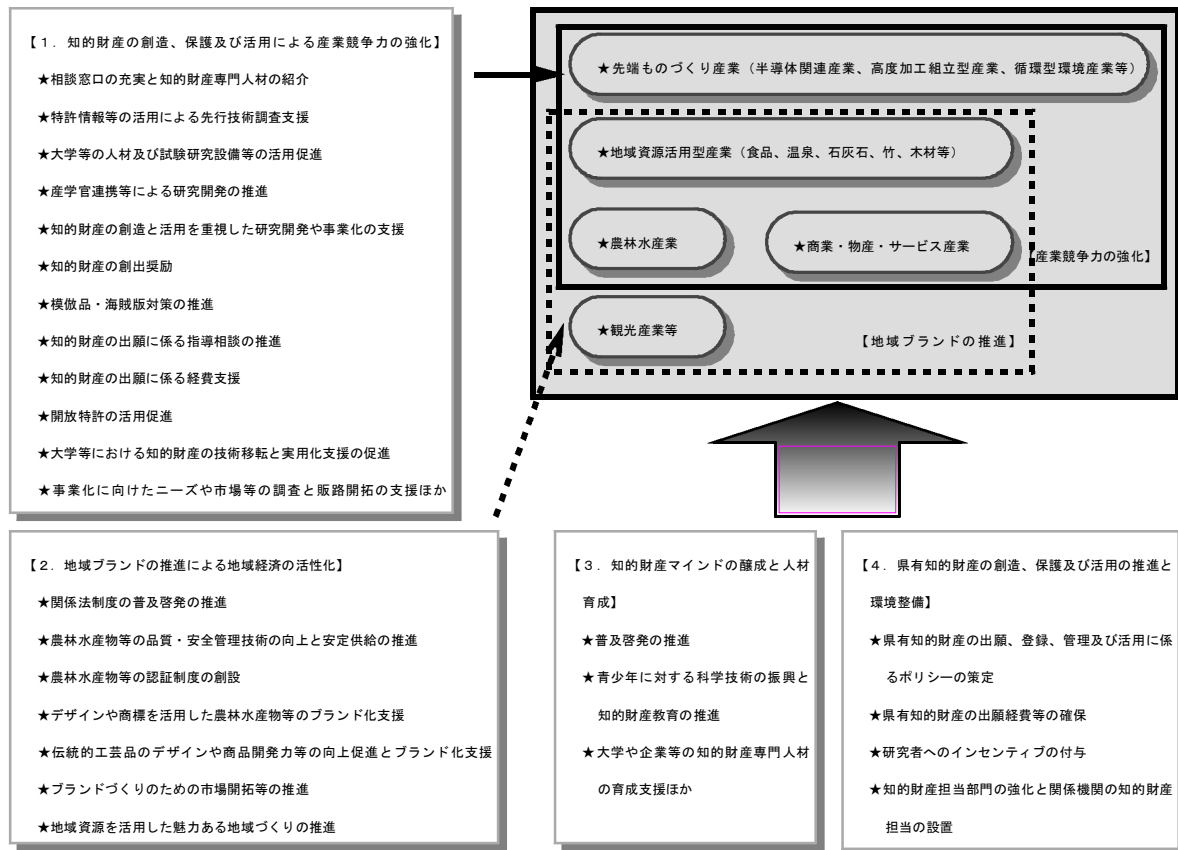 【１．知的財産の創造、保護及び活用による産業競争力の強化】
★相談窓口の充実と知的財産専門人材の紹介
★特許情報等の活用による先行技術調査支援
★大学等の人材及び試験研究設備等の活用促進
★産学官連携等による研究開発の推進
★知的財産の創造と活用を重視した研究開発や事業化の支援
★知的財産の創出奨励
★模倣品・海賊版対策の推進
★知的財産の出願に係る指導相談の推進
★知的財産の出願に係る経費支援
★開放特許の活用促進
★大学等における知的財産の技術移転と実用化支援の促進
★事業化に向けたニーズや市場等の調査と販路開拓の支援ほか
★先端ものづくり産業（半導体関連産業、高度加工組立型産業、循環型環境産業等）
★地域資源活用型産業（食品、温泉、石灰石、竹、木材等）
★農林水産業
★商業・物産・サービス産業
【産業競争力の強化】
★観光産業等
【地域ブランドの推進】
【２．地域ブランドの推進による地域経済の活性化】
★関係法制度の普及啓発の推進
★農林水産物等の品質・安全管理技術の向上と安定供給の推進
★農林水産物等の認証制度の創設
★デザインや商標を活用した農林水産物等のブランド化支援
★伝統的工芸品のデザインや商品開発力等の向上促進とブランド化支援
★ブランドづくりのための市場開拓等の推進
★地域資源を活用した魅力ある地域づくりの推進
【３．知的財産マインドの醸成と人材
育成】
★普及啓発の推進
★青少年に対する科学技術の振興と
知的財産教育の推進
★大学や企業等の知的財産専門人材
の育成支援ほか
【４．県有知的財産の創造、保護及び活用の推進と
環境整備】
★県有知的財産の出願、登録、管理及び活用に係
るポリシーの策定
★県有知的財産の出願経費等の確保
★研究者へのインセンティブの付与
★知的財産担当部門の強化と関係機関の知的財産
担当の設置